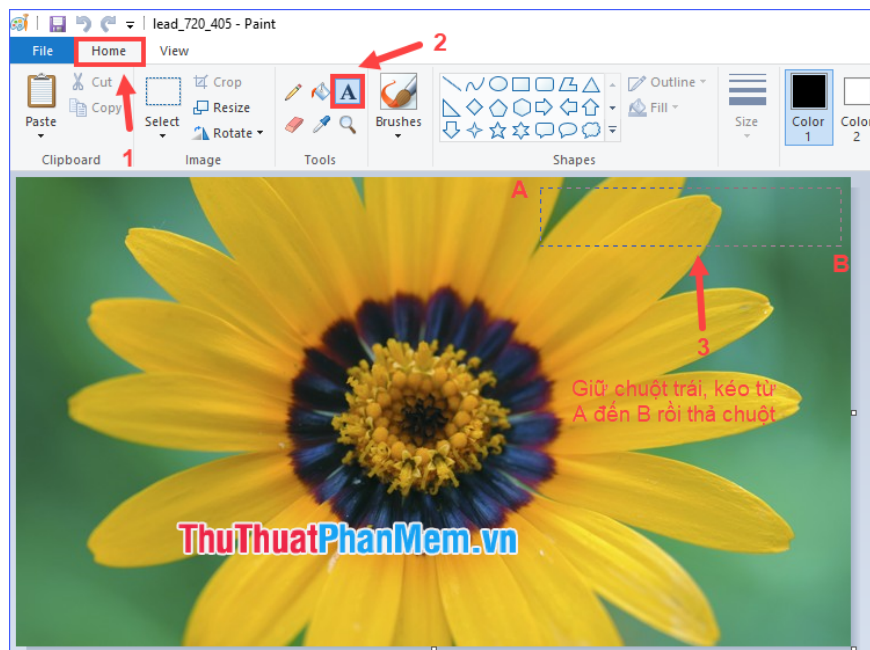 lead_720_405 - Paint
File Home View
2
Cut
Copy
Paste
Clipboard
Select
Crop
Resize
Rotate
Image
A
Tools
Brushes
Outline
Fill
Shapes
Size
Color
1
Color
2
1
A
B
3
Giữ chuột trái, kéo từ
A đến B rồi thả chuột
ThuThuatPhanMem.vn